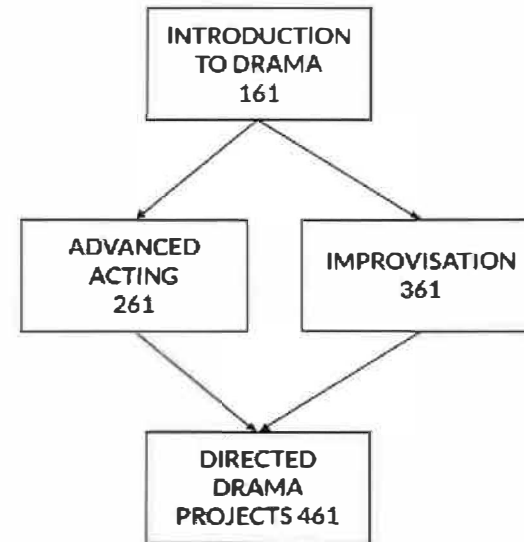 INTRODUCTION
TO DRAMA
161
ADVANCED
ACTING
261
IMPROVISATION
361
DIRECTED
DRAMA
PROJECTS 461